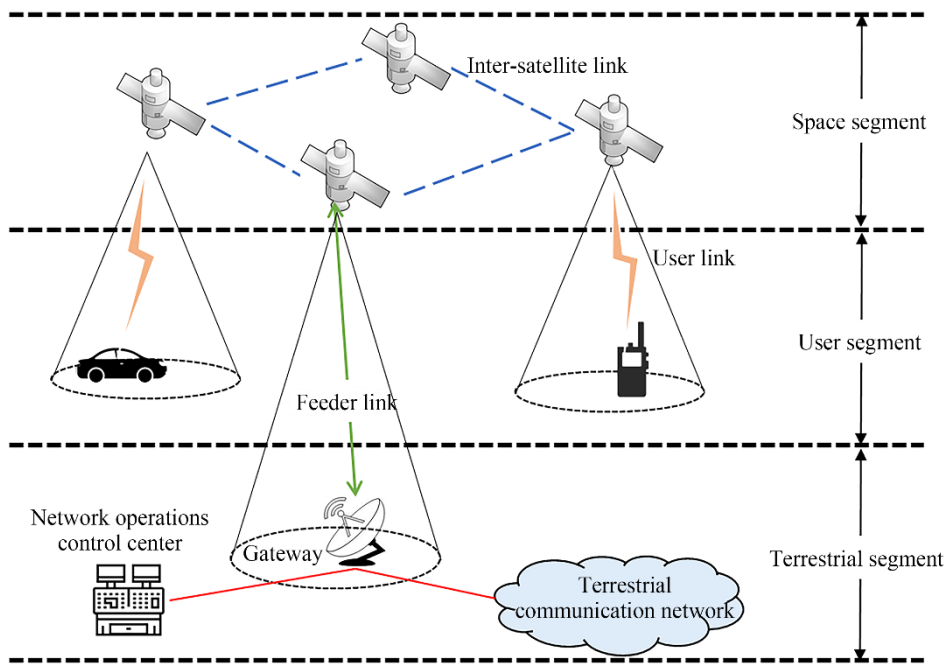 Inter-satellite link
Space segment
User link
User segment
Feeder link
Network operations
control center
Gateway
Terrestrial segment
Terrestrial
communication network